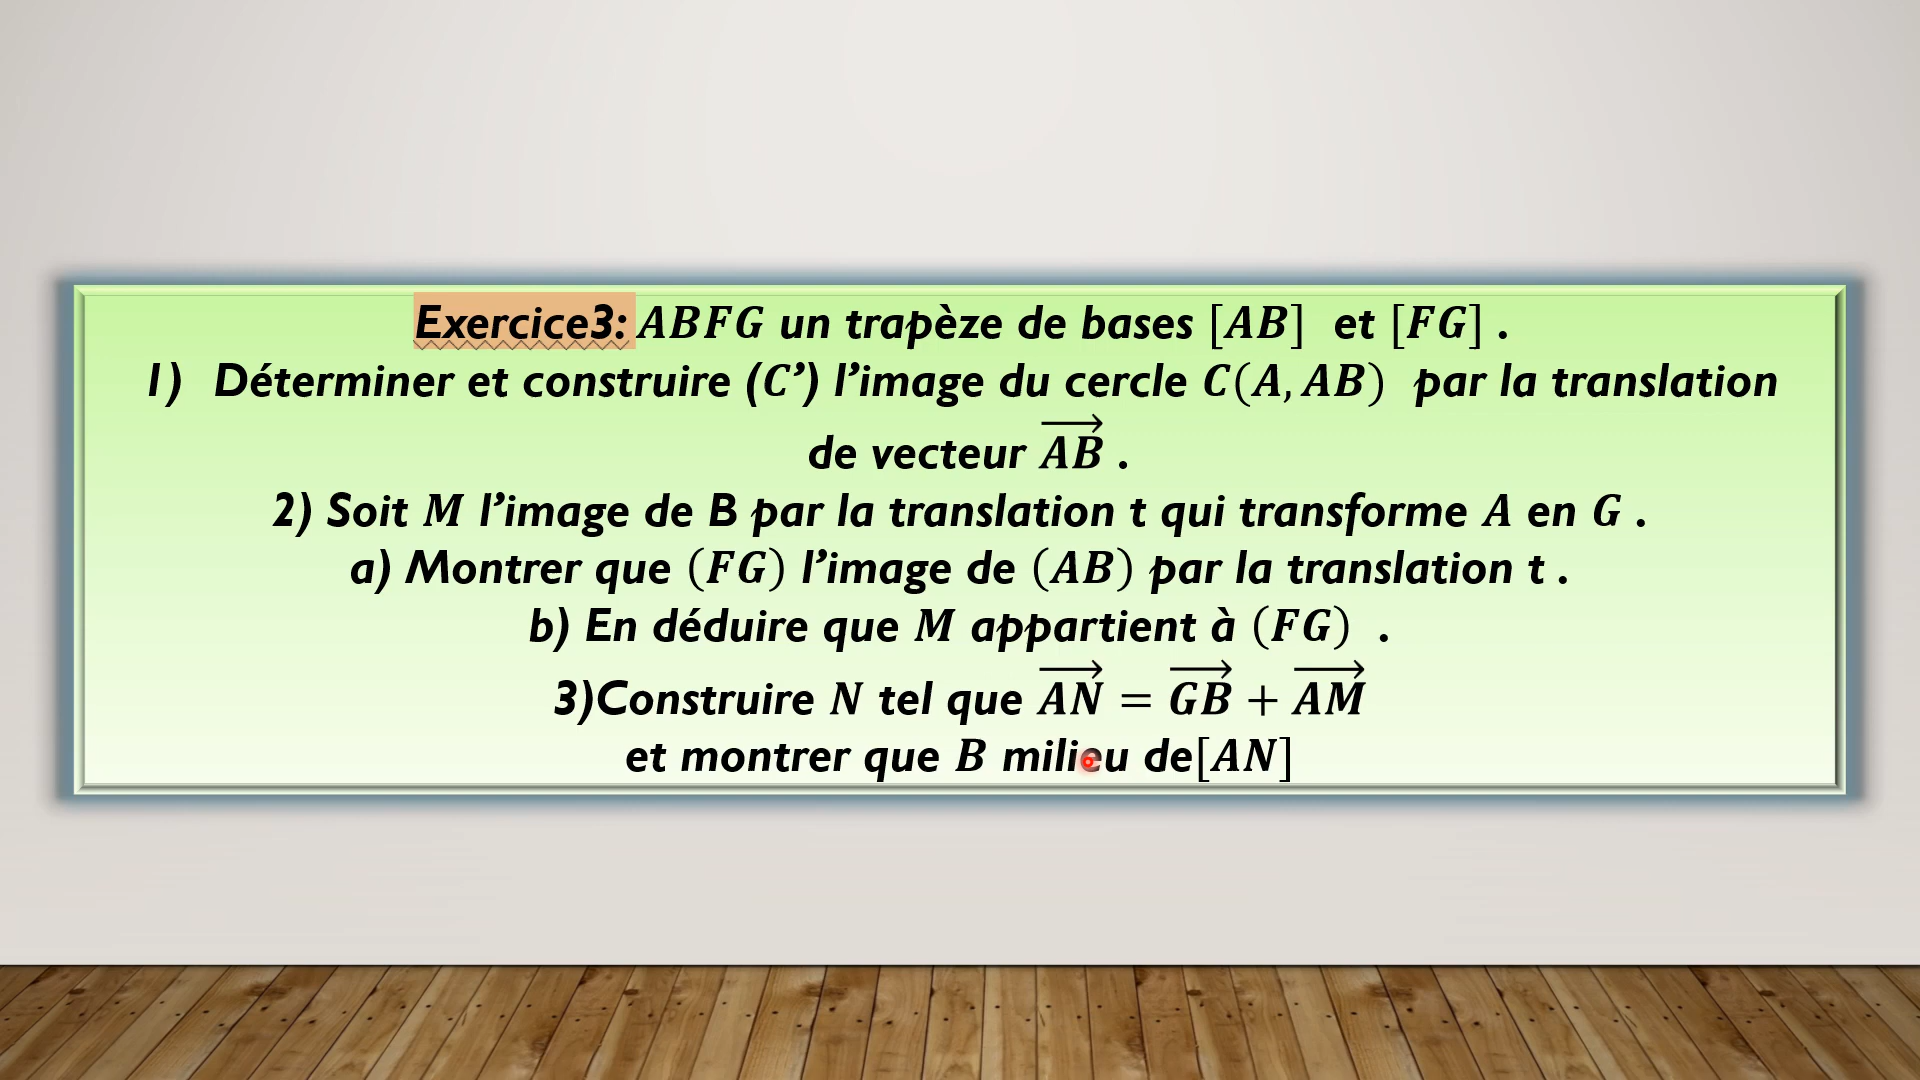 Exercice3: ABFG un trapèze de bases [AB] et [FG] .
1) Déterminer et construire (C’) l’image du cercle C(A, AB) par la translation
de vecteur \overrightarrow{AB} .
2) Soit M l’image de B par la translation t qui transforme A en G .
a) Montrer que (FG) l’image de (AB) par la translation t .
b) En déduire que M appartient à (FG) .
3)Construire N tel que \overrightarrow{AN} = \overrightarrow{GB} + \overrightarrow{AM}
et montrer que B milieu de[AN]